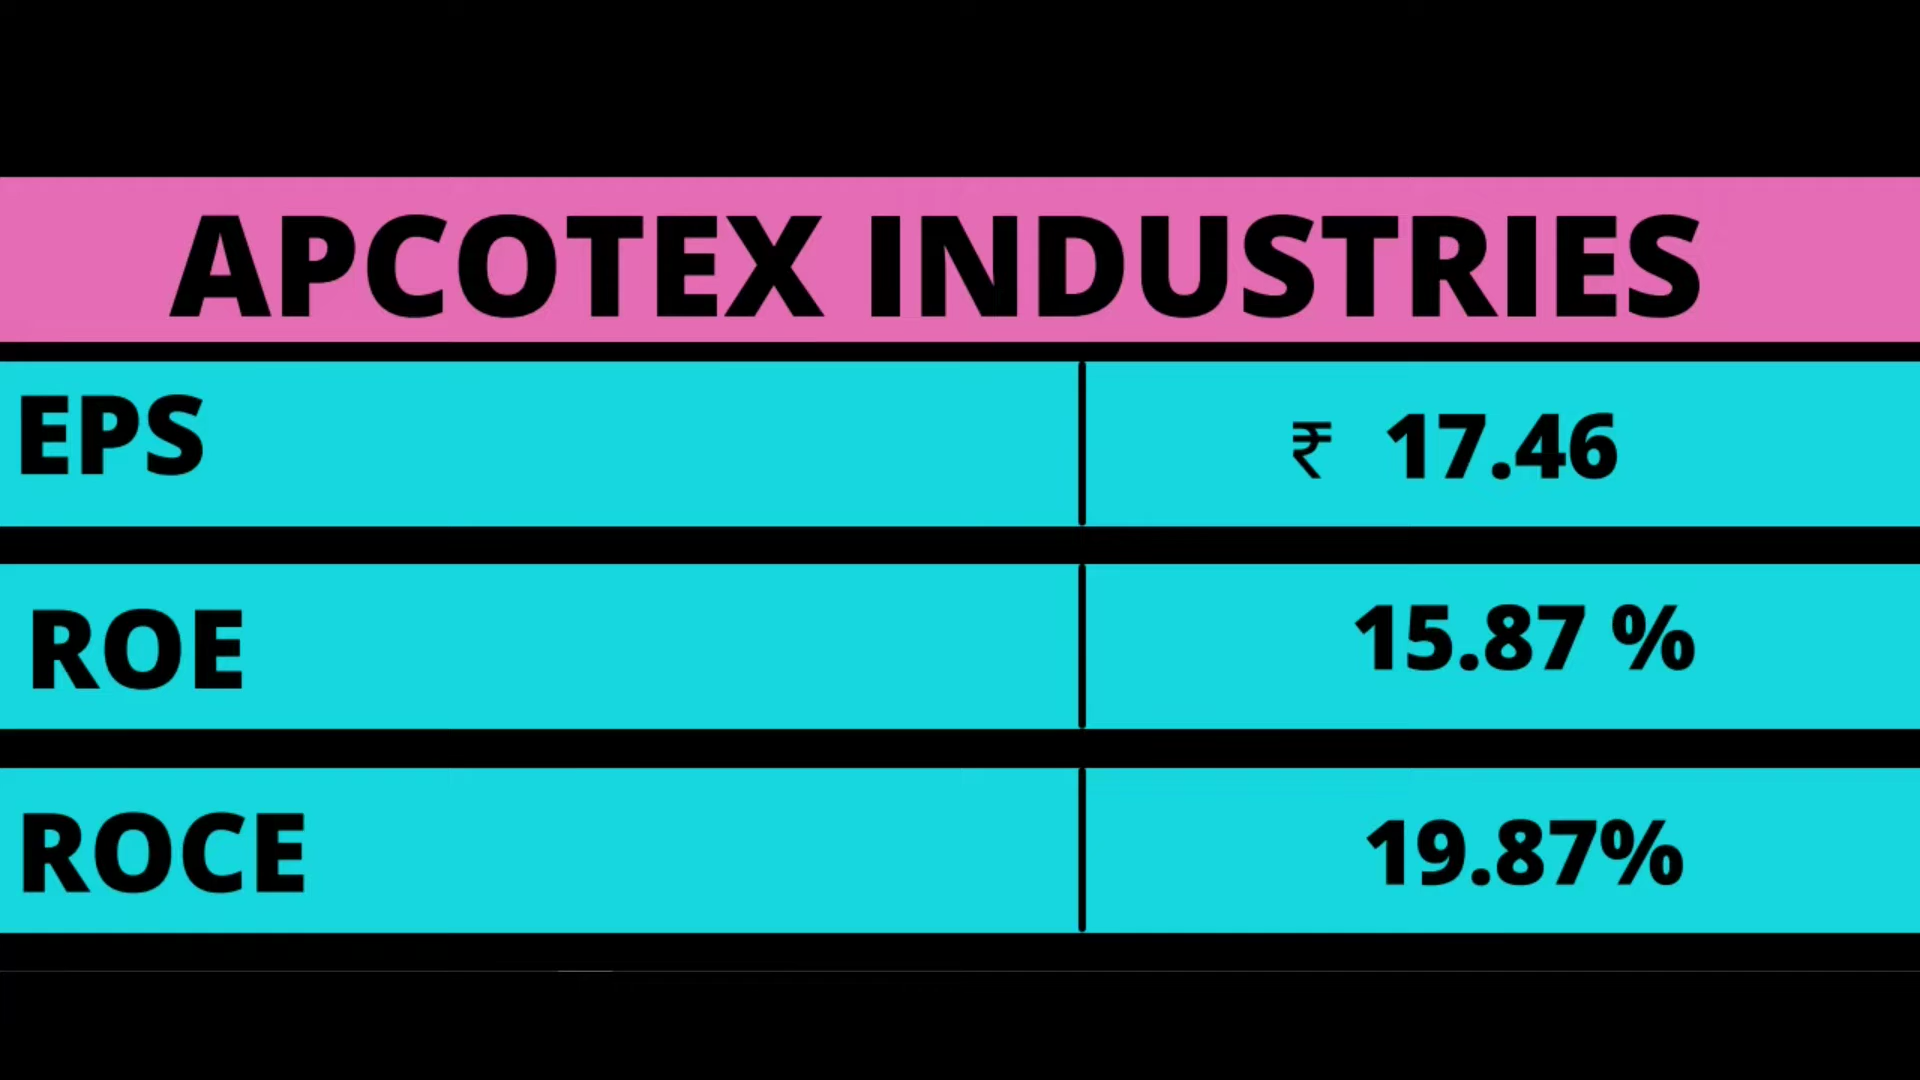 APCOTEX INDUSTRIES
EPS ₹ 17.46
ROE 15.87 %
ROCE 19.87%